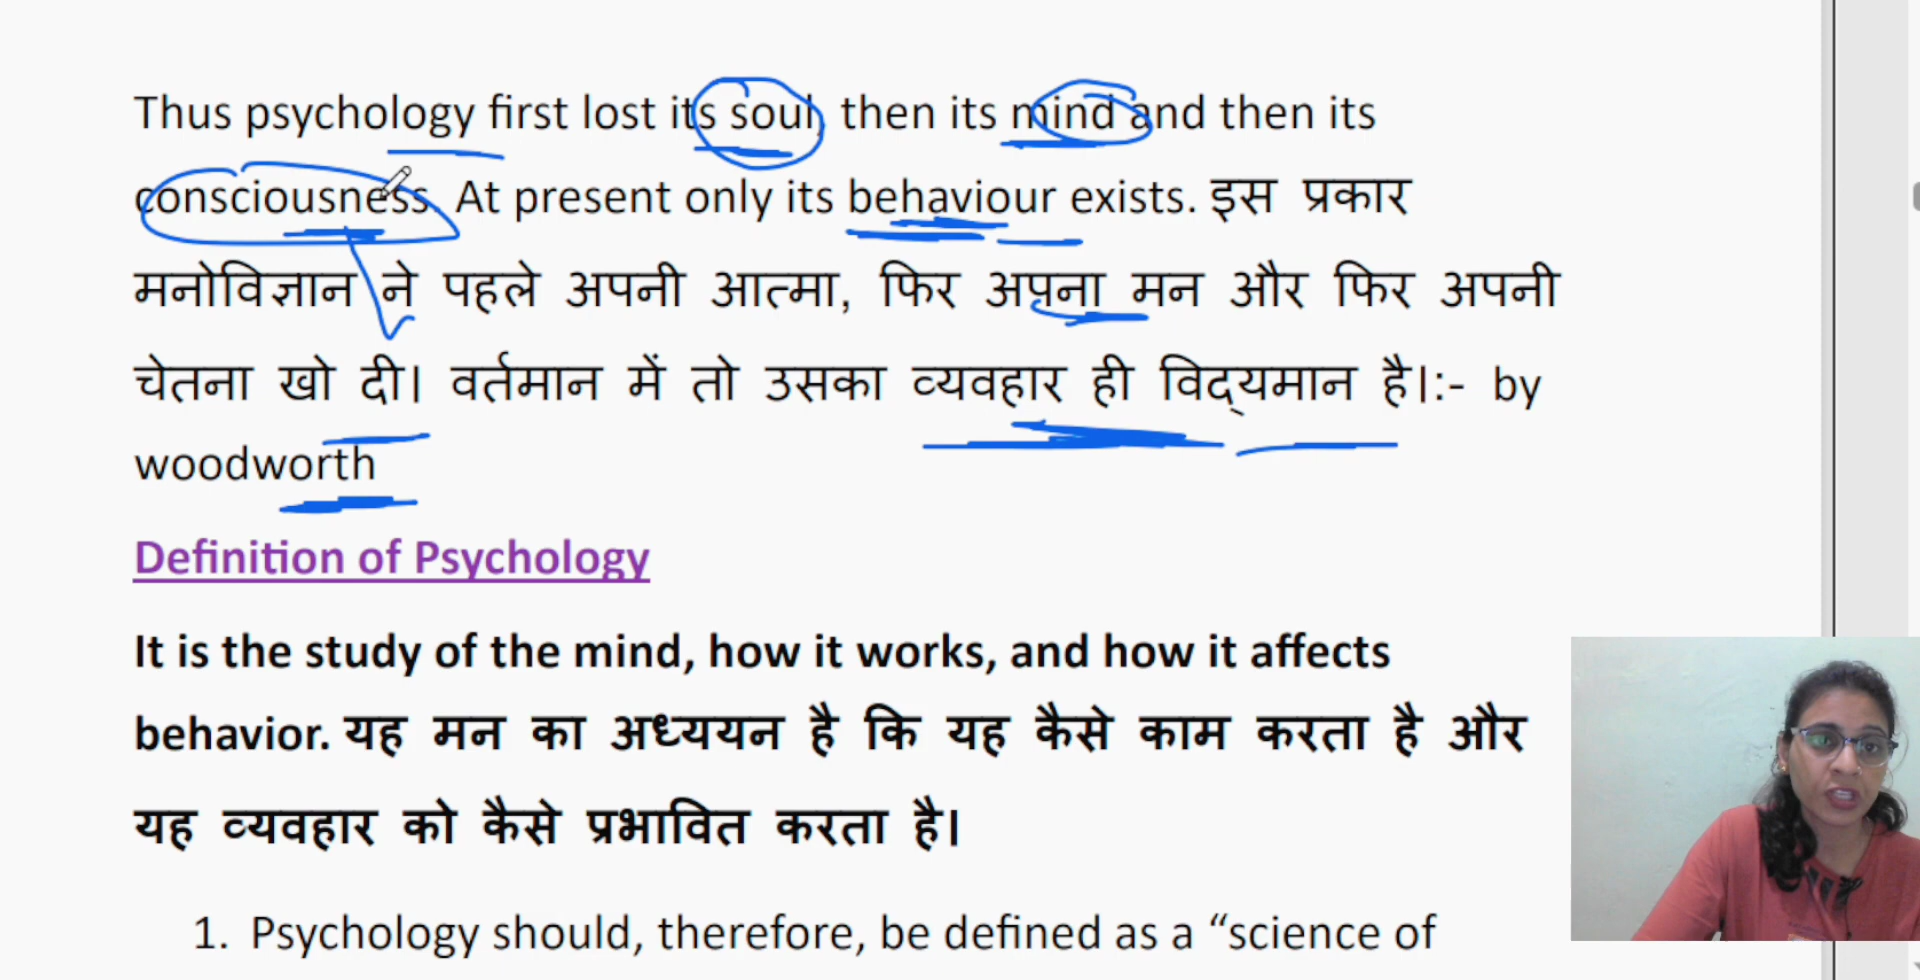 Thus psychology first lost its soul, then its mind and then its
consciousness. At present only its behaviour exists. इस प्रकार
मनोविज्ञान ने पहले अपनी आत्मा, फिर अपना मन और फिर अपनी
चेतना खो दी। वर्तमान में तो उसका व्यवहार ही विद्यमान है।:- by
woodworth
Definition of Psychology
It is the study of the mind, how it works, and how it affects
behavior. यह मन का अध्ययन है कि यह कैसे काम करता है और
यह व्यवहार को कैसे प्रभावित करता है।
1. Psychology should, therefore, be defined as a “science of